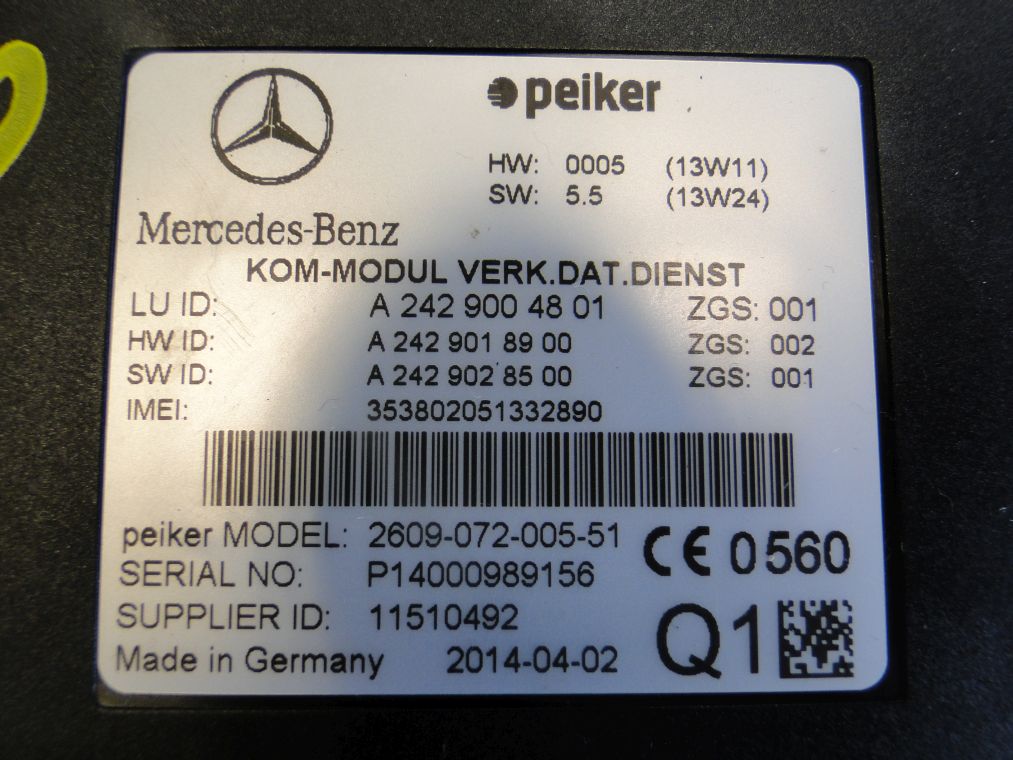 peiker
HW: 0005 (13W11)
SW: 5.5 (13W24)
Mercedes-Benz
KOM-MODUL VERK.DAT.DIENST
LU ID: A 242 900 48 01 ZGS: 001
HW ID: A 242 901 89 00 ZGS: 002
SW ID: A 242 902 85 00 ZGS: 001
IMEI: 353802051332890
peiker MODEL: 2609-072-005-51
CE 0560
SERIAL NO: P14000989156
SUPPLIER ID: 11510492
Q1
Made in Germany 2014-04-02